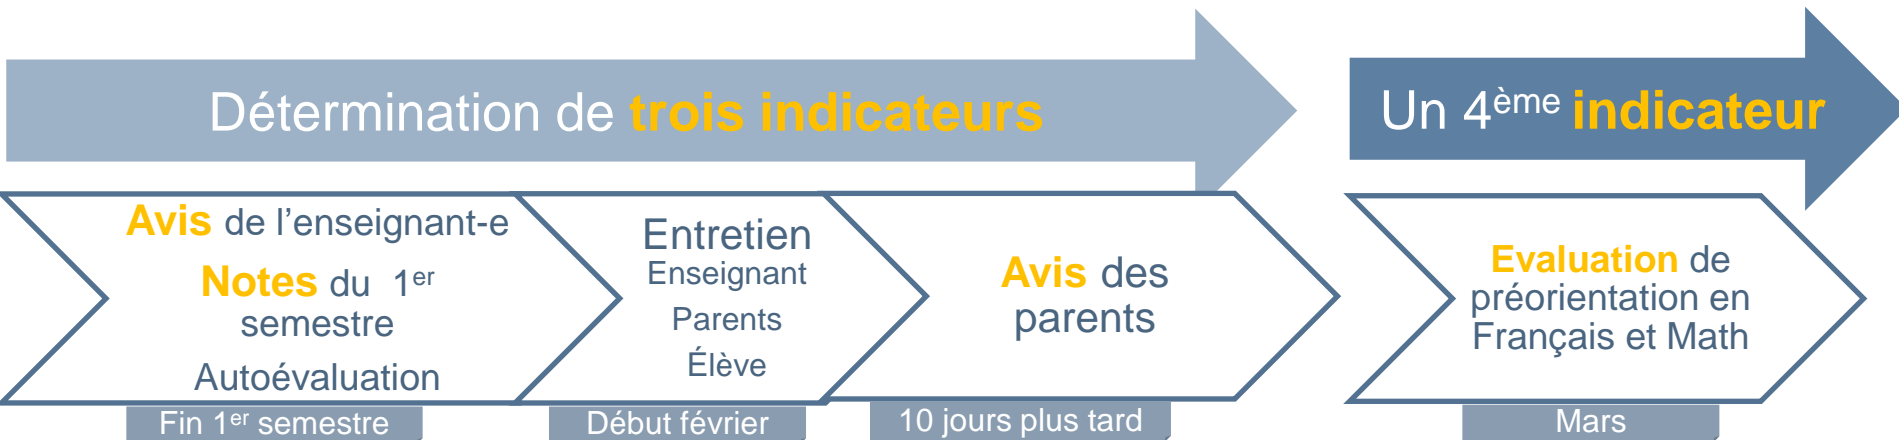 Détermination de trois indicateurs
Un 4ème indicateur
Avis de l’enseignant-e
Notes du 1er
semestre
Autoévaluation
Fin 1er semestre
Entretien
Enseignant
Parents
Élève
Début février
Avis des
parents
10 jours plus tard
Evaluation de
préorientation en
Français et Math
Mars